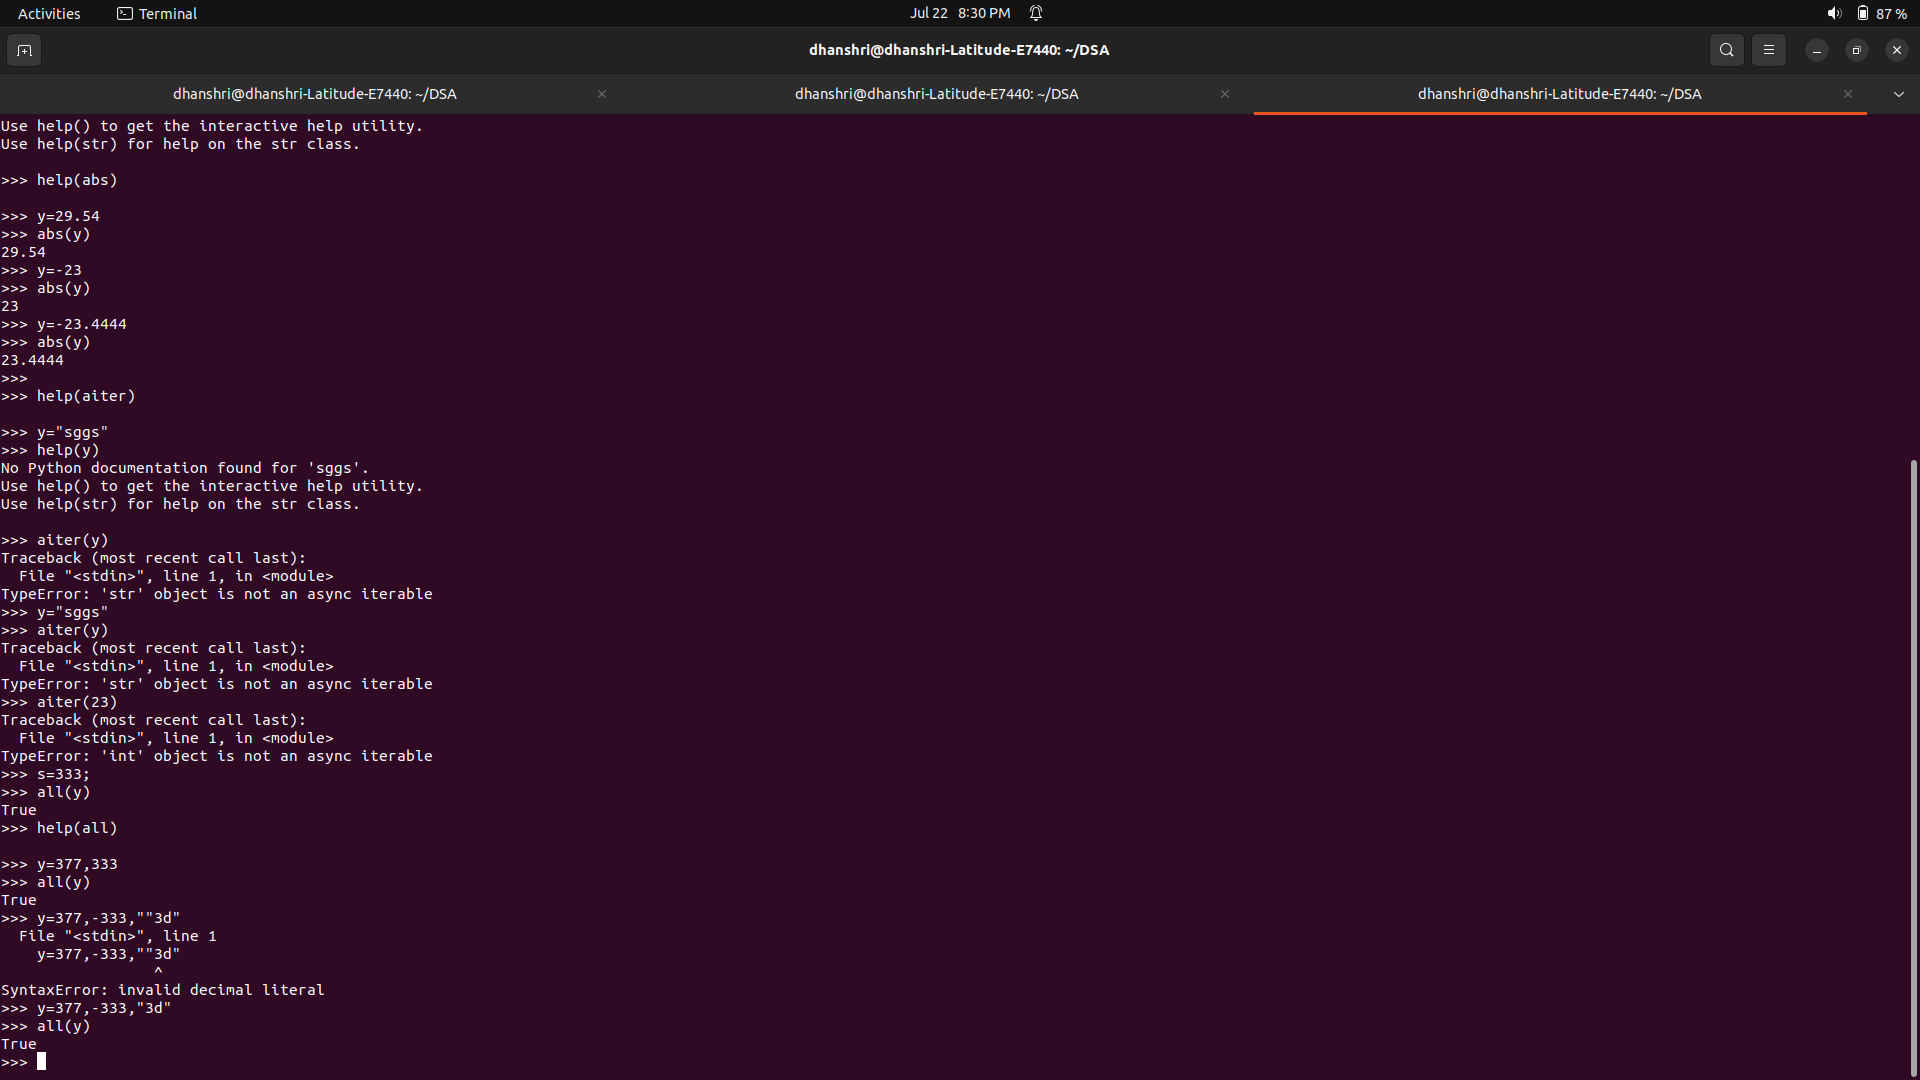 Activities Terminal Jul 22 8:30 PM 87 %
dhanshri@dhanshri-Latitude-E7440: ~/DSA
dhanshri@dhanshri-Latitude-E7440: ~/DSA dhanshri@dhanshri-Latitude-E7440: ~/DSA dhanshri@dhanshri-Latitude-E7440: ~/DSA
Use help() to get the interactive help utility.
Use help(str) for help on the str class.
>>> help(abs)
>>> y=29.54
>>> abs(y)
29.54
>>> y=-23
>>> abs(y)
23
>>> y=-23.4444
>>> abs(y)
23.4444
>>>
>>> help(aiter)
>>> y="sggs"
>>> help(y)
No Python documentation found for 'sggs'.
Use help() to get the interactive help utility.
Use help(str) for help on the str class.
>>> aiter(y)
Traceback (most recent call last):
  File "<stdin>", line 1, in <module>
TypeError: 'str' object is not an async iterable
>>> y="sggs"
>>> aiter(y)
Traceback (most recent call last):
  File "<stdin>", line 1, in <module>
TypeError: 'str' object is not an async iterable
>>> aiter(23)
Traceback (most recent call last):
  File "<stdin>", line 1, in <module>
TypeError: 'int' object is not an async iterable
>>> s=333;
>>> all(y)
True
>>> help(all)
>>> y=377,333
>>> all(y)
True
>>> y=377,-333,""3d"
  File "<stdin>", line 1
    y=377,-333,""3d"
                 ^
SyntaxError: invalid decimal literal
>>> y=377,-333,"3d"
>>> all(y)
True
>>>